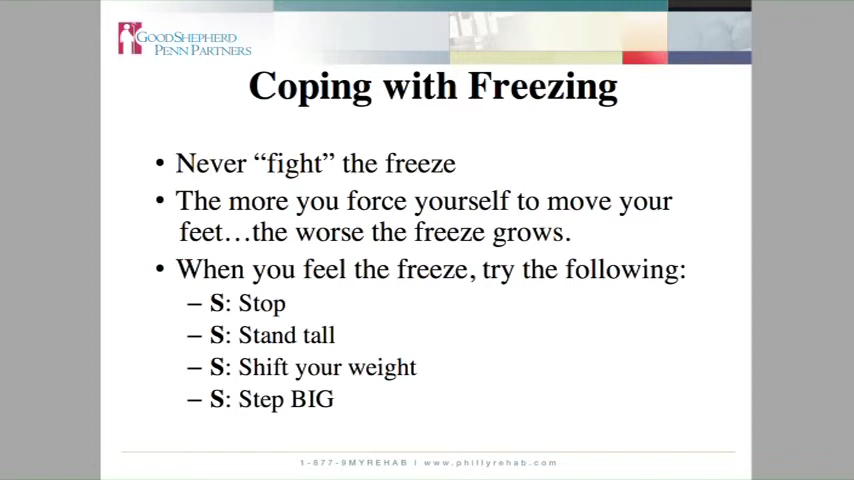 GOODSHEPHERD
PENN PARTNERS
Coping with Freezing
• Never “fight” the freeze
• The more you force yourself to move your
feet…the worse the freeze grows.
• When you feel the freeze, try the following:
– S: Stop
– S: Stand tall
– S: Shift your weight
– S: Step BIG
1-877-9MYREHAB | www.phillyrehab.com